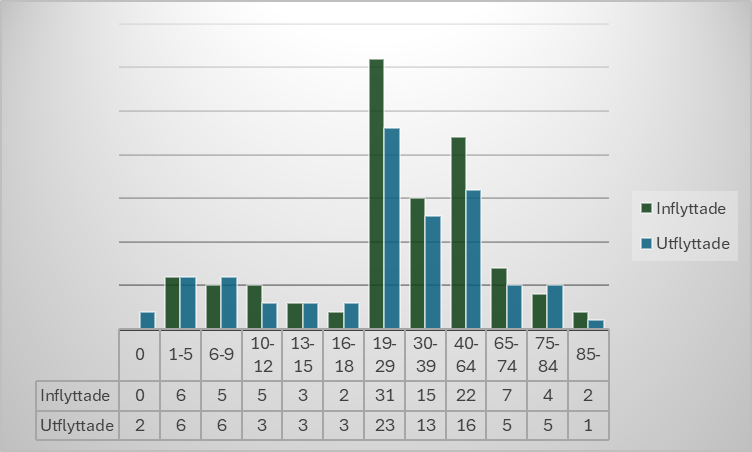 Inflyttade
Utflyttade
0 1-5 6-9 10- 13- 16- 19- 30- 40- 65- 75- 85-
12 15 18 29 39 64 74 84
Inflyttade 0 6 5 5 3 2 31 15 22 7 4 2
Utflyttade 2 6 6 3 3 3 23 13 16 5 5 1